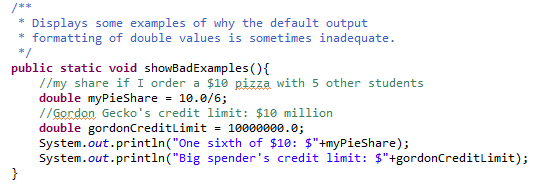 /**
 * Displays some examples of why the default output
 * formatting of double values is sometimes inadequate.
 */
public static void showBadExamples(){
    //my share if I order a $10 pizza with 5 other students
    double myPieShare = 10.0/6;
    //Gordon Gecko's credit limit: $10 million
    double gordonCreditLimit = 10000000.0;
    System.out.println("One sixth of $10: $"+myPieShare);
    System.out.println("Big spender's credit limit: $"+gordonCreditLimit);
}